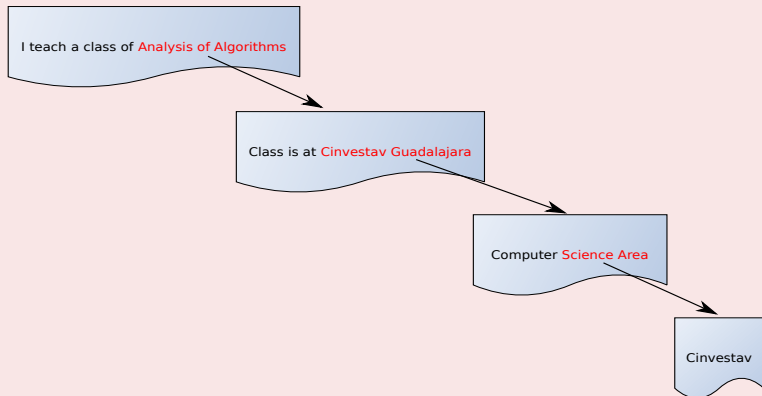 I teach a class of Analysis of Algorithms
Class is at Cinvestav Guadalajara
Computer Science Area
Cinvestav